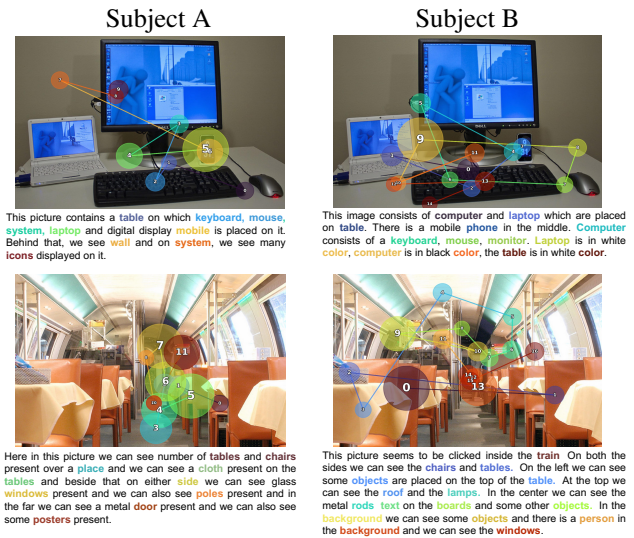 Subject A
Subject B
This picture contains a table on which keyboard, mouse,
system, laptop and digital display mobile is placed on it.
Behind that, we see wall and on system, we see many
icons displayed on it.
This image consists of computer and laptop which are placed
on table. There is a mobile phone in the middle. Computer
consists of a keyboard, mouse, monitor. Laptop is in white
color, computer is in black color, the table is in white color.
Here in this picture we can see number of tables and chairs
present over a place and we can see a cloth present on the
tables and beside that on either side we can see glass
windows present and we can also see poles present and in
the far we can see a metal door present and we can also see
some posters present.
This picture seems to be clicked inside the train On both the
sides we can see the chairs and tables. On the left we can see
some objects are placed on the top of the table. At the top we
can see the roof and the lamps. In the center we can see the
metal rods text on the boards and some other objects. In the
background we can see some objects and there is a person in
the background and we can see the windows.